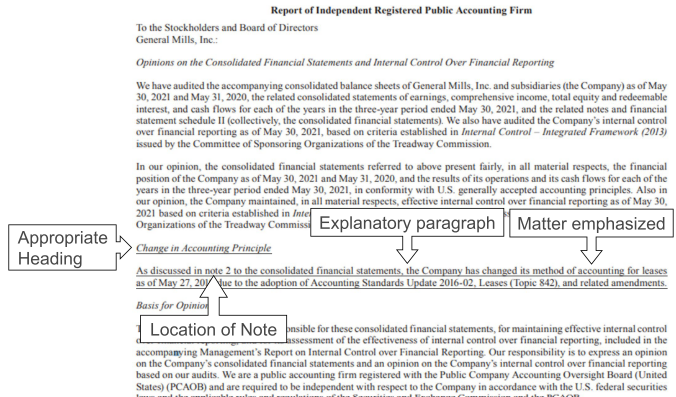 Report of Independent Registered Public Accounting Firm
To the Stockholders and Board of Directors
General Mills, Inc.:
Opinions on the Consolidated Financial Statements and Internal Control Over Financial Reporting
We have audited the accompanying consolidated balance sheets of General Mills, Inc. and subsidiaries (the Company) as of May
30, 2021 and May 31, 2020, the related consolidated statements of earnings, comprehensive income, total equity and redeemable
interest, and cash flows for each of the years in the three-year period ended May 30, 2021, and the related notes and financial
statement schedule II (collectively, the consolidated financial statements). We also have audited the Company's internal control
over financial reporting as of May 30, 2021, based on criteria established in Internal Control – Integrated Framework (2013)
issued by the Committee of Sponsoring Organizations of the Treadway Commission.
In our opinion, the consolidated financial statements referred to above present fairly, in all material respects, the financial
position of the Company as of May 30, 2021 and May 31, 2020, and the results of its operations and its cash flows for each of the
years in the three-year period ended May 30, 2021, in conformity with U.S. generally accepted accounting principles. Also in
our opinion, the Company maintained, in all material respects, effective internal control over financial reporting as of May 30,
2021 based on criteria established in
Organizations of the Treadway
Explanatory paragraph
Matter emphasized
Appropriate
Heading
Change in Accounting Principle
As discussed in note 2 to the consolidated financial statements, the Company has changed its method of accounting for leases
as of May 27, due to the adoption of Accounting Standards Update 2016-02, Leases (Topic 842), and related amendments.
Basis for
Location of Note
for these consolidated financial statements, for maintaining effective internal control
assessment of the effectiveness of internal control over financial reporting, included in the
accompanying Management's Report on Internal Control over Financial Reporting. Our responsibility is to express an opinion
on the Company's consolidated financial statements and an opinion on the Company's internal control over financial reporting
based on our audits. We are a public accounting firm registered with the Public Company Accounting Oversight Board (United
States) (PCAOB) and are required to be independent with respect to the Company in accordance with the U.S. federal securities